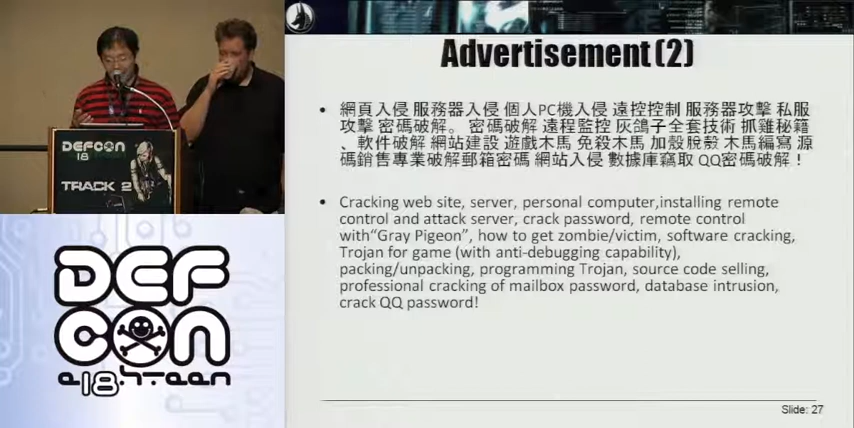 DEFCON
18
TRACK 2
DEF
CON
Advertisement(2)
• 網頁入侵 服務器入侵 個人PC機入侵 遠控控制 服務器攻擊 私服
攻擊 密碼破解。 密碼破解 遠程監控 灰鴿子全套技術 抓雞秘籍
、軟件破解 網站建設 遊戲木馬 免殺木馬 加殼脫殼 木馬編寫 源
碼銷售專業破解郵箱密碼 網站入侵 數據庫竊取 QQ密碼破解！
• Cracking web site, server, personal computer,installing remote
control and attack server, crack password, remote control
with“Gray Pigeon”, how to get zombie/victim, software cracking,
Trojan for game (with anti-debugging capability),
packing/unpacking, programming Trojan, source code selling,
professional cracking of mailbox password, database intrusion,
crack QQ password!
Slide: 27